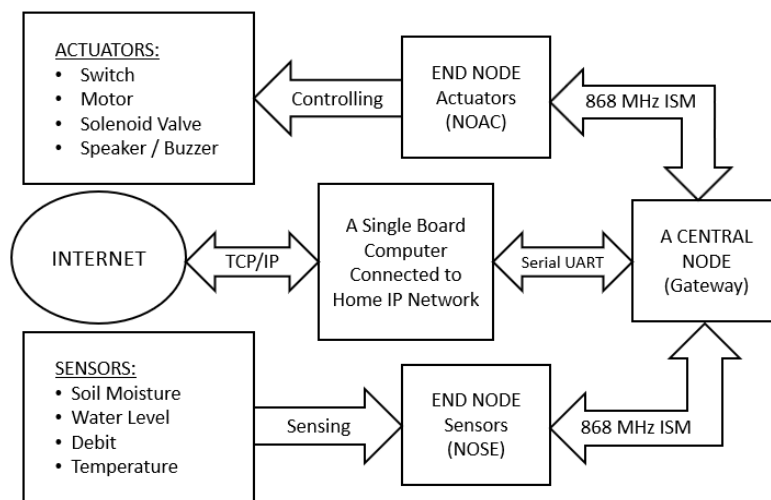 ACTUATORS:
• Switch
• Motor
• Solenoid Valve
• Speaker / Buzzer
Controlling
END NODE
Actuators
(NOAC)
868 MHz ISM
INTERNET
TCP/IP
A Single Board
Computer
Connected to
Home IP Network
Serial UART
A CENTRAL
NODE
(Gateway)
SENSORS:
• Soil Moisture
• Water Level
• Debit
• Temperature
Sensing
END NODE
Sensors
(NOSE)
868 MHz ISM